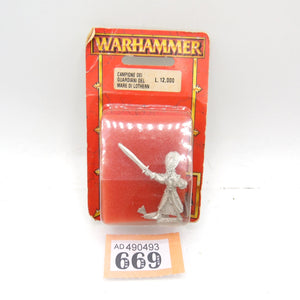 WARHAMMER
CAMPIONE DEI
GUARDIANI DEL
MARE DI LOTHERN
L. 12,000
AD 490493
669